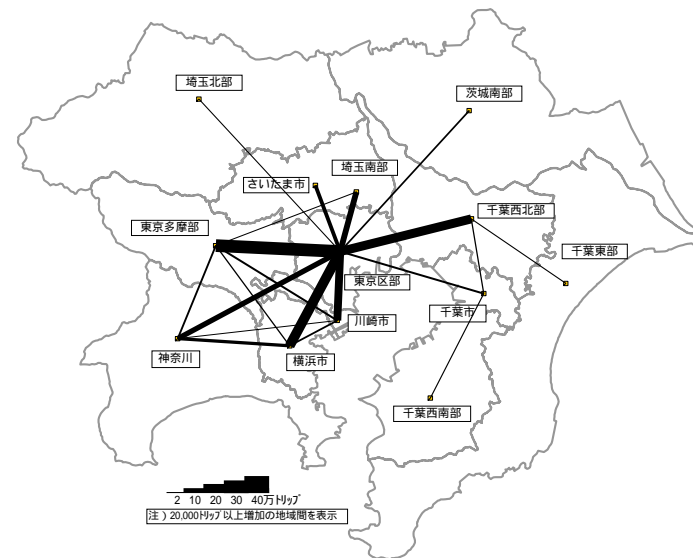 埼玉北部
茨城南部
埼玉南部
さいたま市
千葉西北部
東京多摩部
千葉東部
東京区部
千葉市
川崎市
神奈川
横浜市
千葉西南部
2 10 20 30 40万トリップ
注）20,000トリップ以上増加の地域間を表示